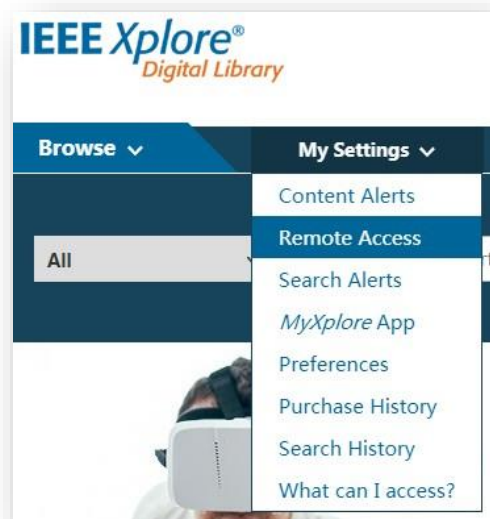 IEEE Xplore®
Digital Library
Browse
My Settings
All
Content Alerts
Remote Access
Search Alerts
MyXplore App
Preferences
Purchase History
Search History
What can I access?